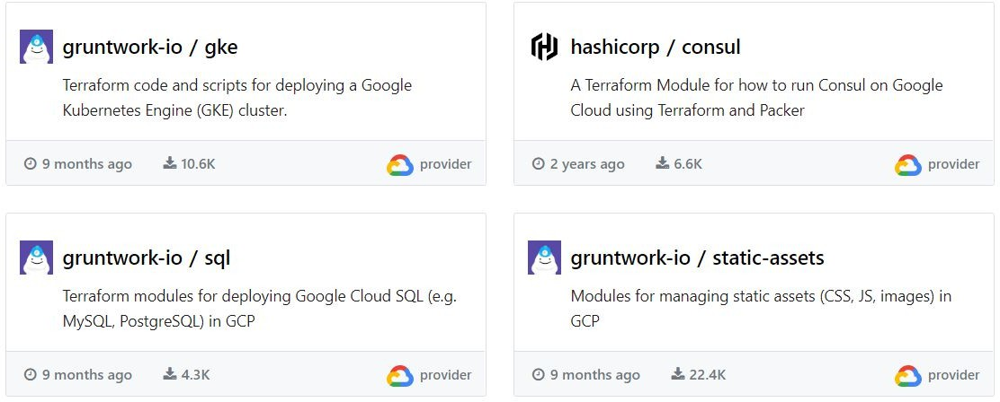 gruntwork-io / gke
Terraform code and scripts for deploying a Google
Kubernetes Engine (GKE) cluster.
9 months ago 10.6K provider
hashicorp / consul
A Terraform Module for how to run Consul on Google
Cloud using Terraform and Packer
2 years ago 6.6K provider
gruntwork-io / sql
Terraform modules for deploying Google Cloud SQL (e.g.
MySQL, PostgreSQL) in GCP
9 months ago 4.3K provider
gruntwork-io / static-assets
Modules for managing static assets (CSS, JS, images) in
GCP
9 months ago 22.4K provider